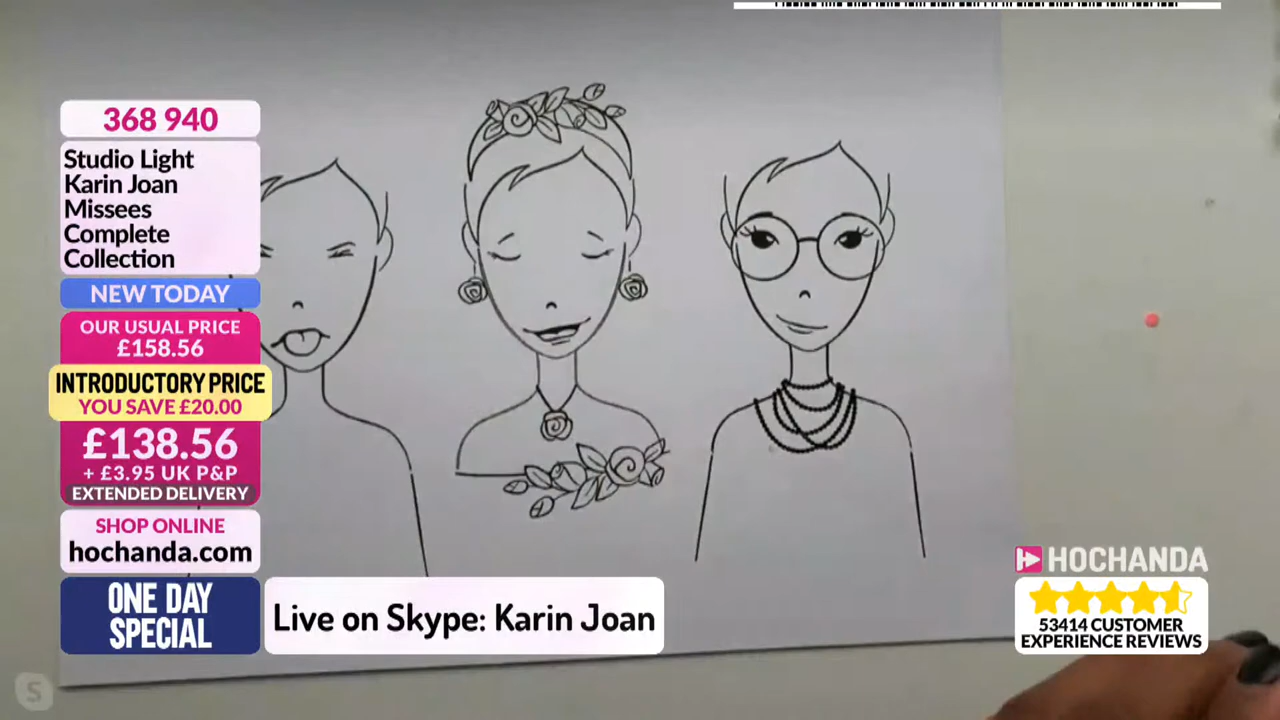 368 940
Studio Light
Karin Joan
Missees
Complete
Collection
NEW TODAY
OUR USUAL PRICE
£158.56
INTRODUCTORY PRICE
YOU SAVE £20.00
£138.56
+ £3.95 UK P&P
EXTENDED DELIVERY
SHOP ONLINE
hochanda.com
ONE DAY
SPECIAL
Live on Skype: Karin Joan
HOCHANDA
53414 CUSTOMER
EXPERIENCE REVIEWS
S